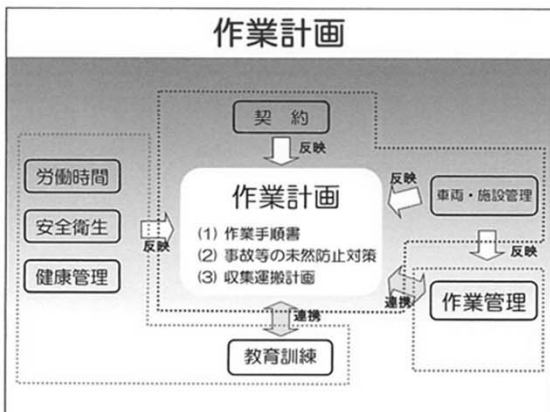 作業計画
契　約
反映
労働時間
安全衛生
健康管理
反映
作業計画
(1) 作業手順書
(2) 事故等の未然防止対策
(3) 収集運搬計画
反映
車両・施設管理
反映
連携
作業管理
連携
教育訓練